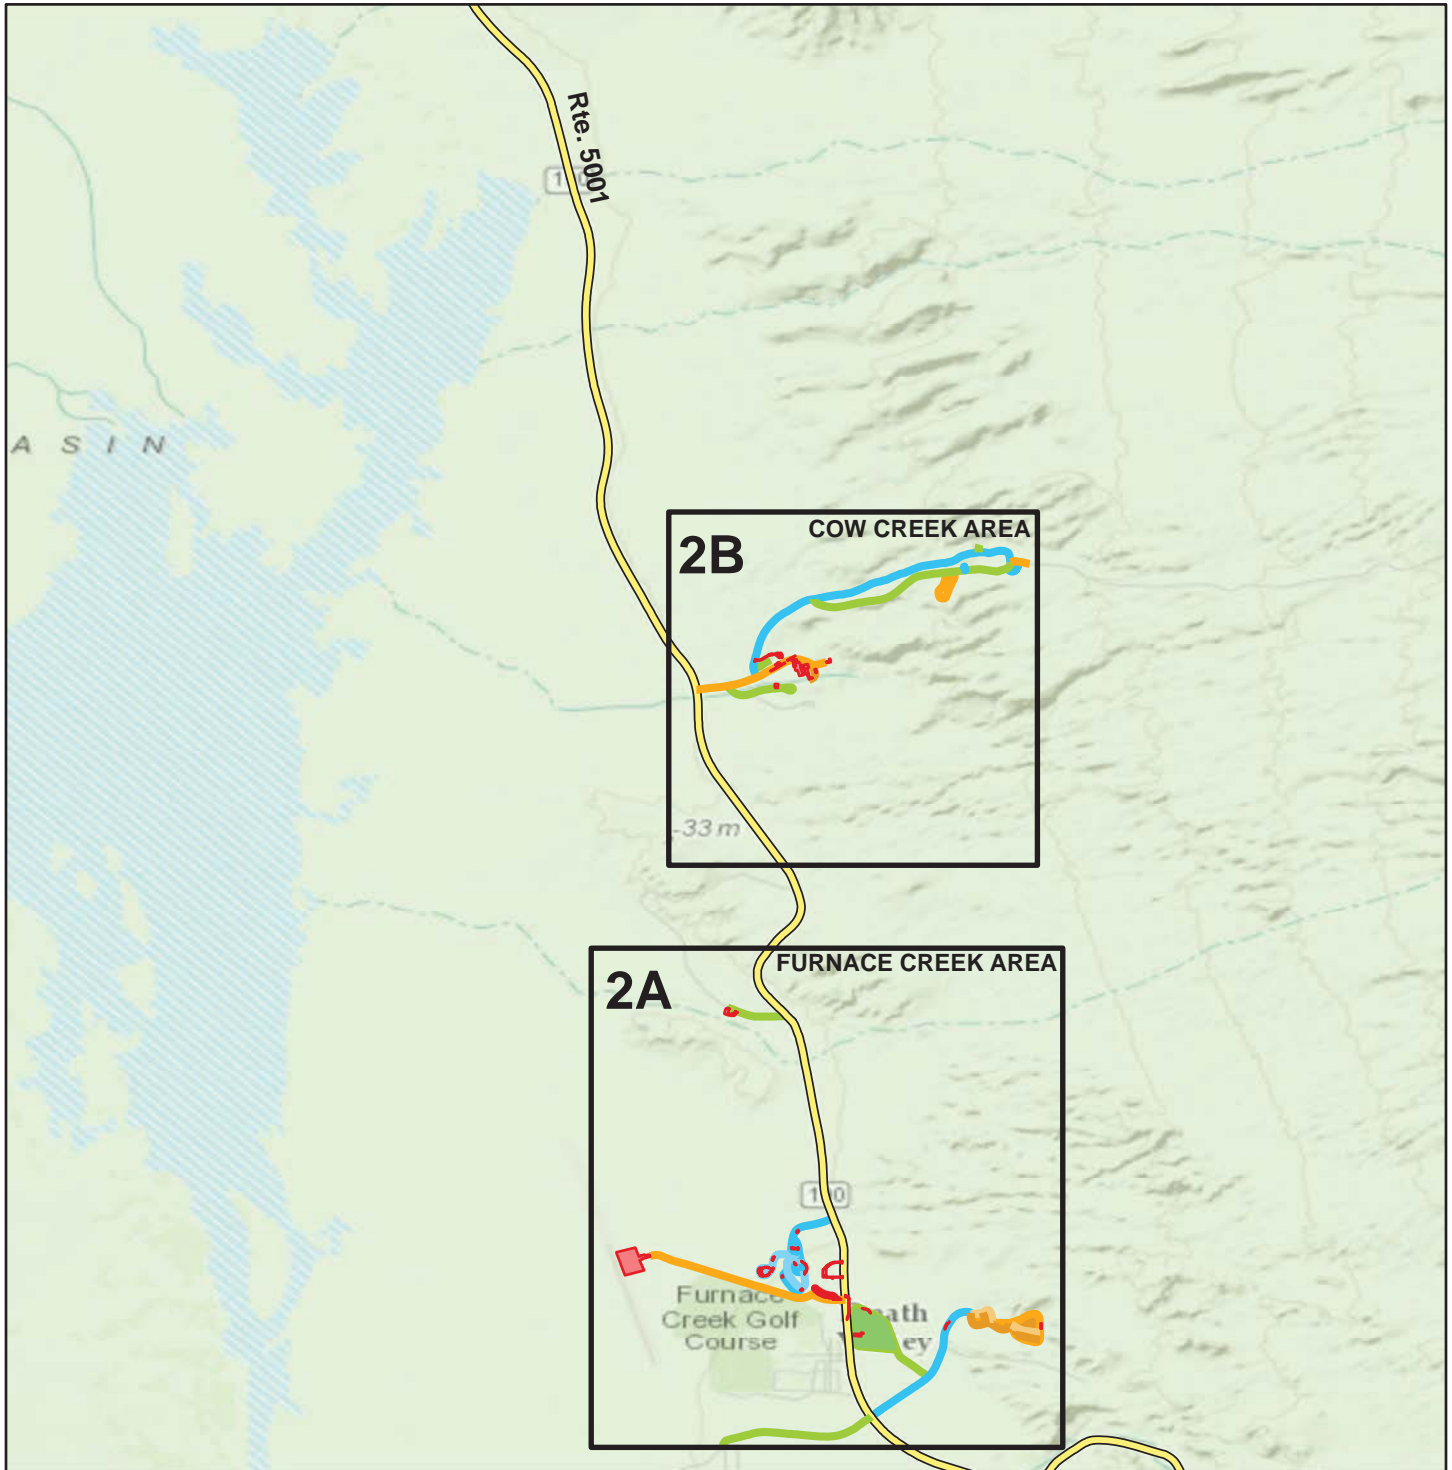 Rte. 5001
A S I N
COW CREEK AREA
2B
-33 m
FURNACE CREEK AREA
2A
Furnace
Creek Golf
Course